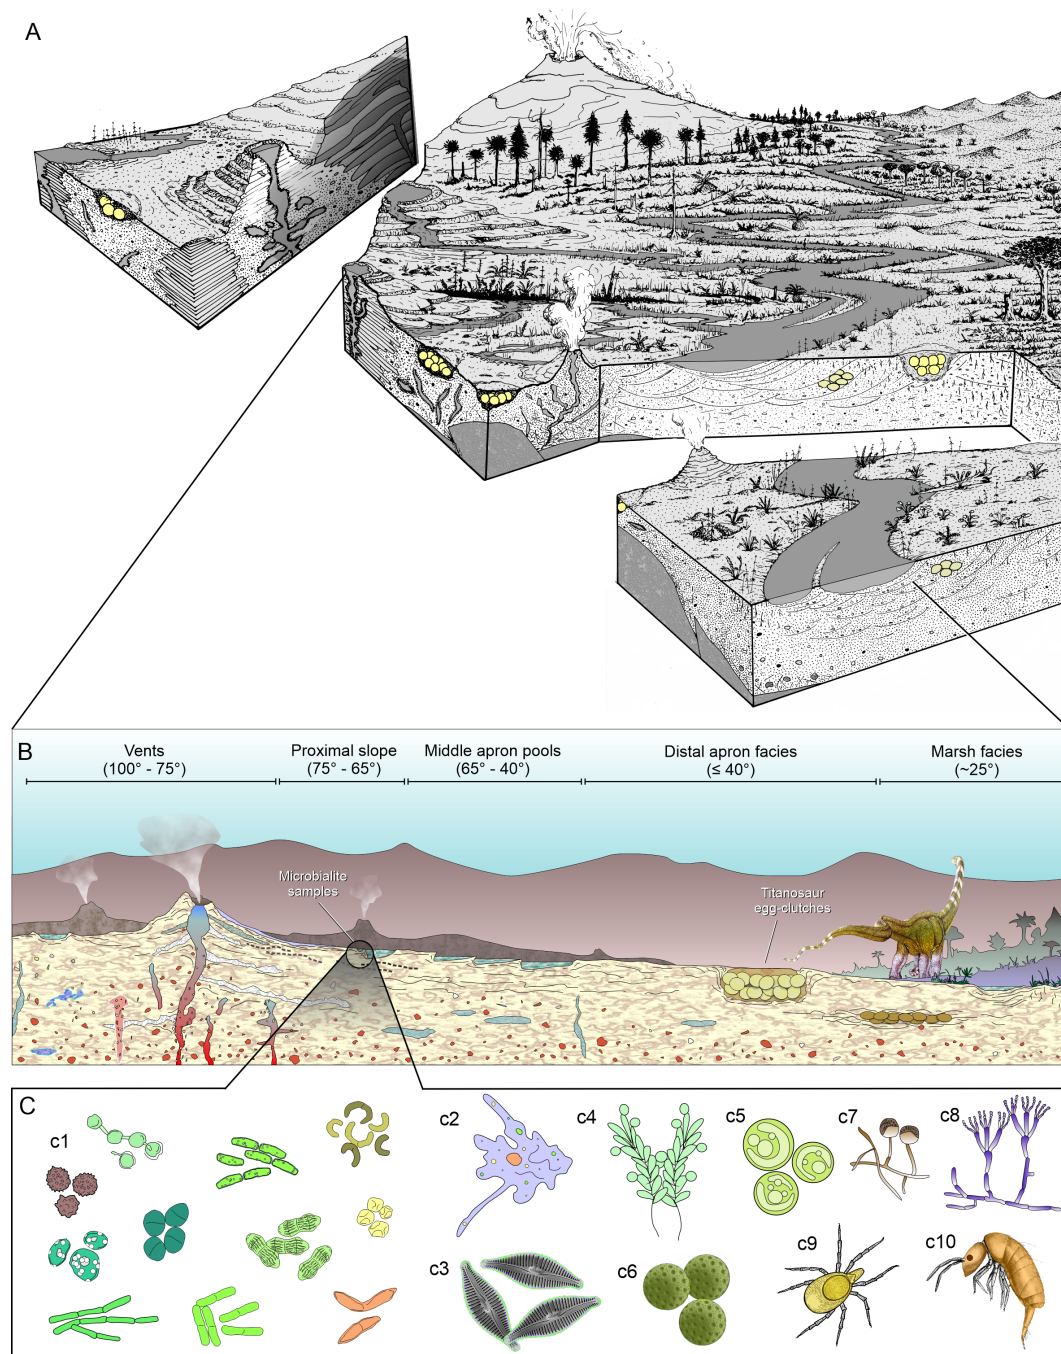 A
B
Vents
(100° - 75°)
Proximal slope
(75° - 65°)
Middle apron pools
(65° - 40°)
Distal apron facies
(≤ 40°)
Marsh facies
(~25°)
Microbialite
samples
Titanosaur
egg-clutches
C
c1
c2
c4
c5
c7
c8
c3
c6
c9
c10